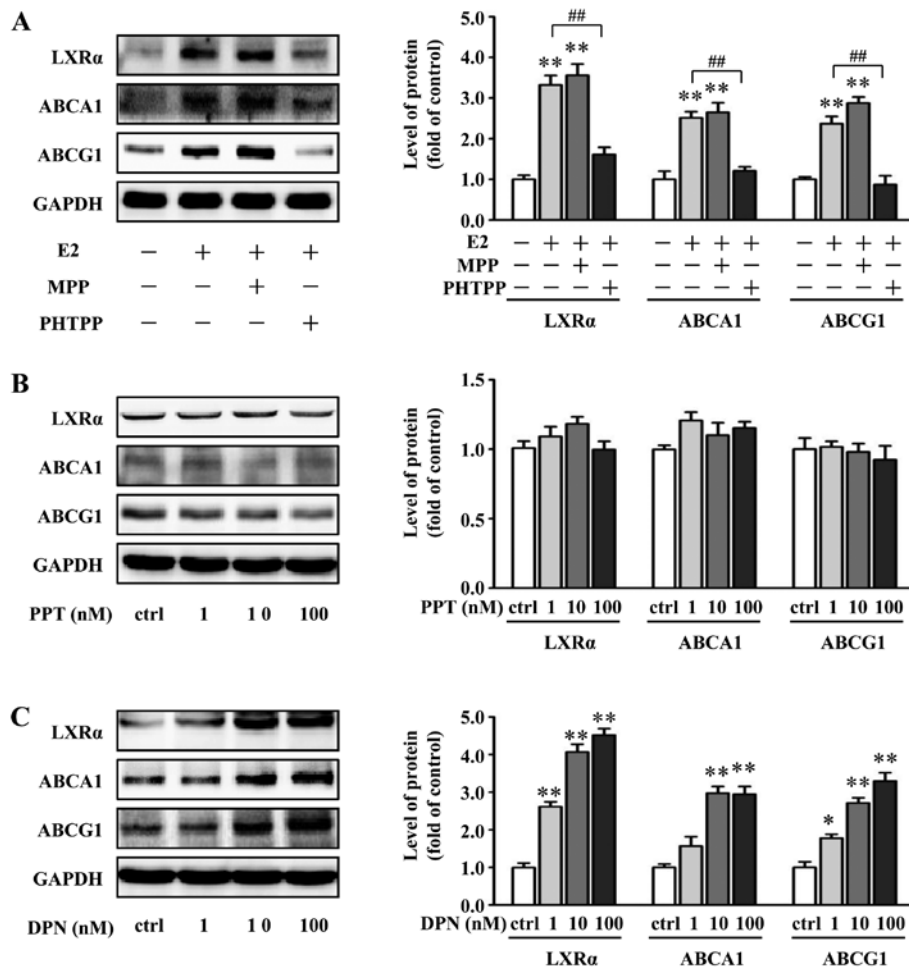 A
LXRα
ABCA1
ABCG1
GAPDH
E2 — + + +
MPP — — + —
PHTPP — — — +
Level of protein
(fold of control)
5.0
4.0
3.0
2.0
1.0
0.0
** ** ##
** ** ##
** ** ##
E2 — + + + — + + + — + + +
MPP — — + — — — + — — — + —
PHTPP — — — + — — — + — — — +
LXRα ABCA1 ABCG1
B
LXRα
ABCA1
ABCG1
GAPDH
PPT (nM) ctrl 1 1 0 100
Level of protein
(fold of control)
1.5
1.0
0.5
0.0
PPT (nM) ctrl 1 10 100 ctrl 1 10 100 ctrl 1 10 100
LXRα ABCA1 ABCG1
C
LXRα
ABCA1
ABCG1
GAPDH
DPN (nM) ctrl 1 1 0 100
Level of protein
(fold of control)
5.0
4.0
3.0
2.0
1.0
0.0
** ** **
** **
* ** **
DPN (nM) ctrl 1 10 100 ctrl 1 10 100 ctrl 1 10 100
LXRα ABCA1 ABCG1